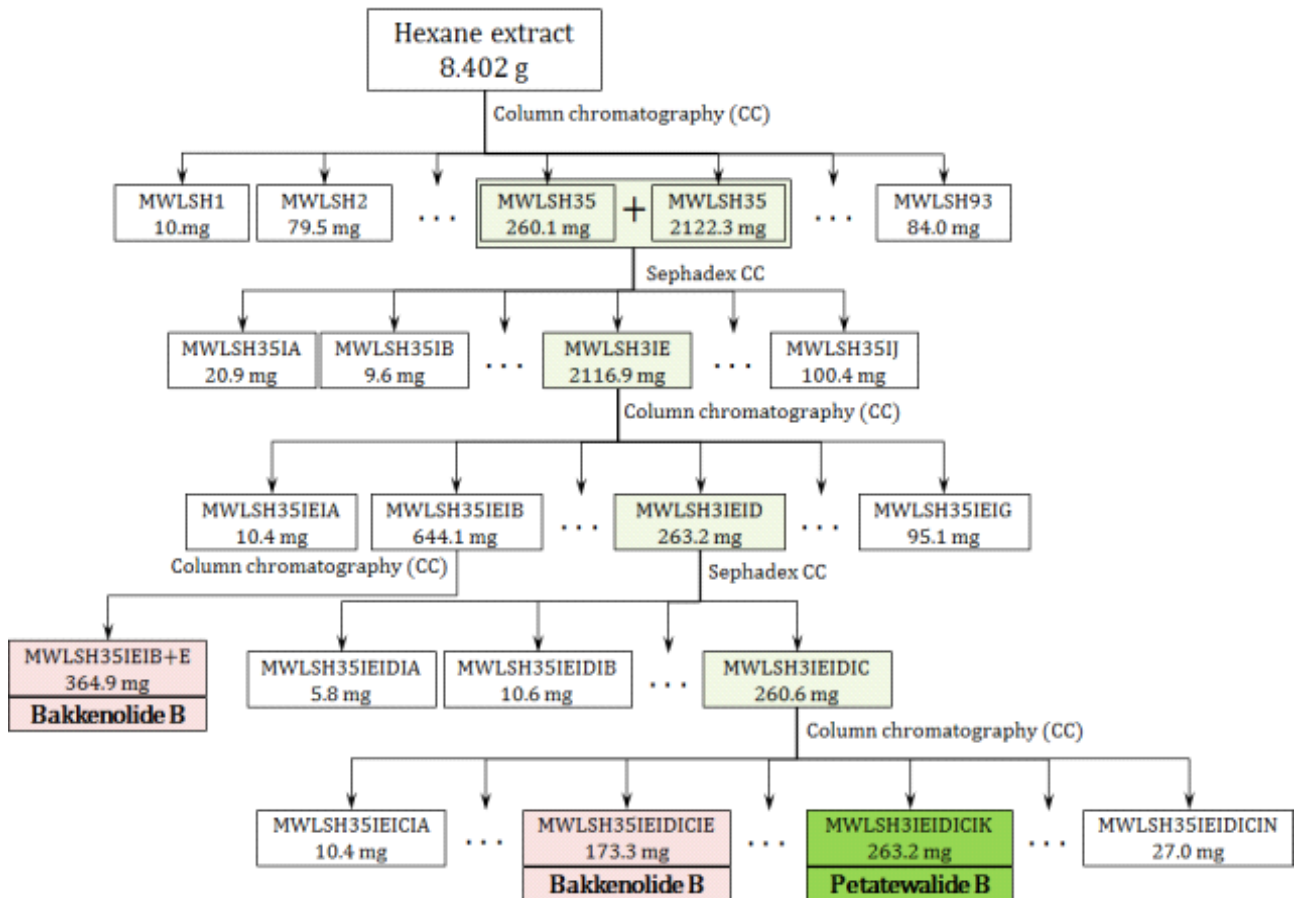 Hexane extract
8.402 g
Column chromatography (CC)
MWLSH1
10.mg
MWLSH2
79.5 mg
. . .
MWLSH35
260.1 mg
+
MWLSH35
2122.3 mg
. . .
MWLSH93
84.0 mg
Sephadex CC
MWLSH35IA
20.9 mg
MWLSH35IB
9.6 mg
. . .
MWLSH3IE
2116.9 mg
. . .
MWLSH35IJ
100.4 mg
Column chromatography (CC)
MWLSH35IEIA
10.4 mg
MWLSH35IEIB
644.1 mg
. . .
MWLSH3IEID
263.2 mg
. . .
MWLSH35IEIG
95.1 mg
Column chromatography (CC)
Sephadex CC
MWLSH35IEIB+E
364.9 mg
Bakkenolide B
MWLSH35IEIDIA
5.8 mg
MWLSH35IEIDIB
10.6 mg
. . .
MWLSH3IEIDIC
260.6 mg
Column chromatography (CC)
MWLSH35IEICIA
10.4 mg
. . .
MWLSH35IEIDICIE
173.3 mg
Bakkenolide B
. . .
MWLSH3IEIDICIK
263.2 mg
Petatewalide B
. . .
MWLSH35IEIDICIN
27.0 mg